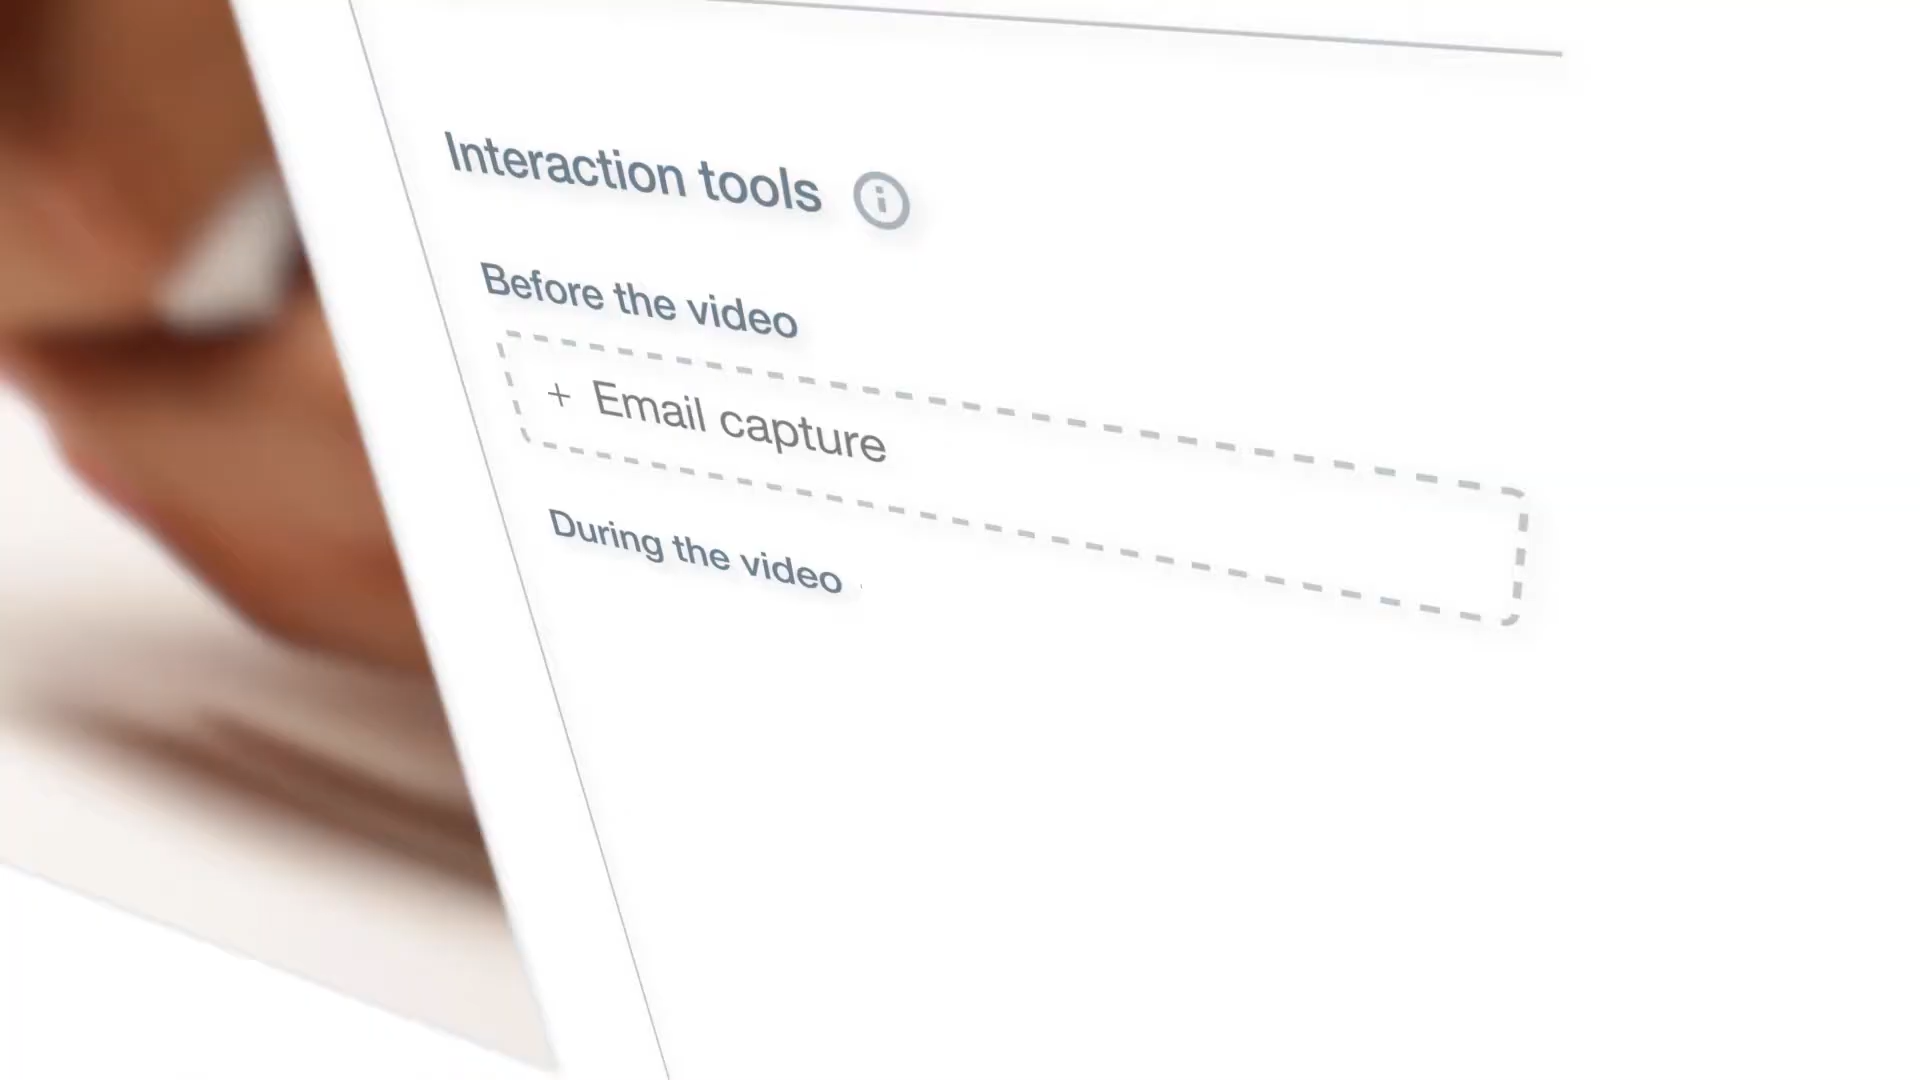 Interaction tools
Before the video
+ Email capture
During the video